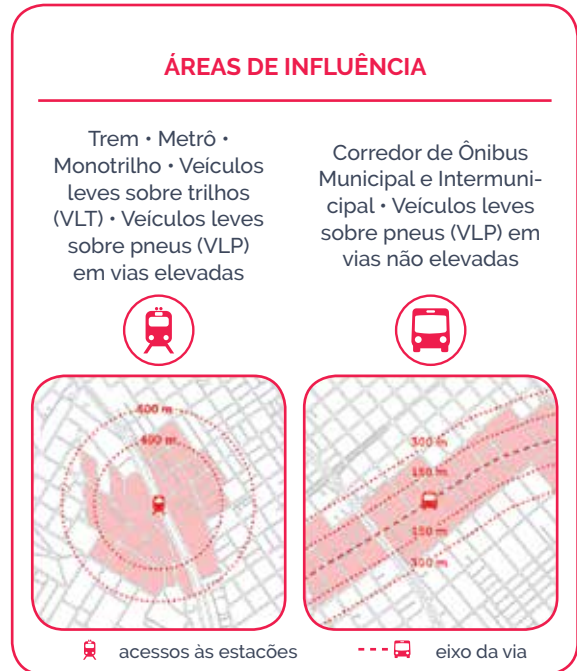 ÁREAS DE INFLUÊNCIA
Trem • Metrô •
Monotrilho • Veículos
leves sobre trilhos
(VLT) • Veículos leves
sobre pneus (VLP)
em vias elevadas
Corredor de Ônibus
Municipal e Intermuni-
cipal • Veículos leves
sobre pneus (VLP) em
vias não elevadas
600 m
400 m
300 m
150 m
150 m
300 m
acessos às estacões
eixo da via